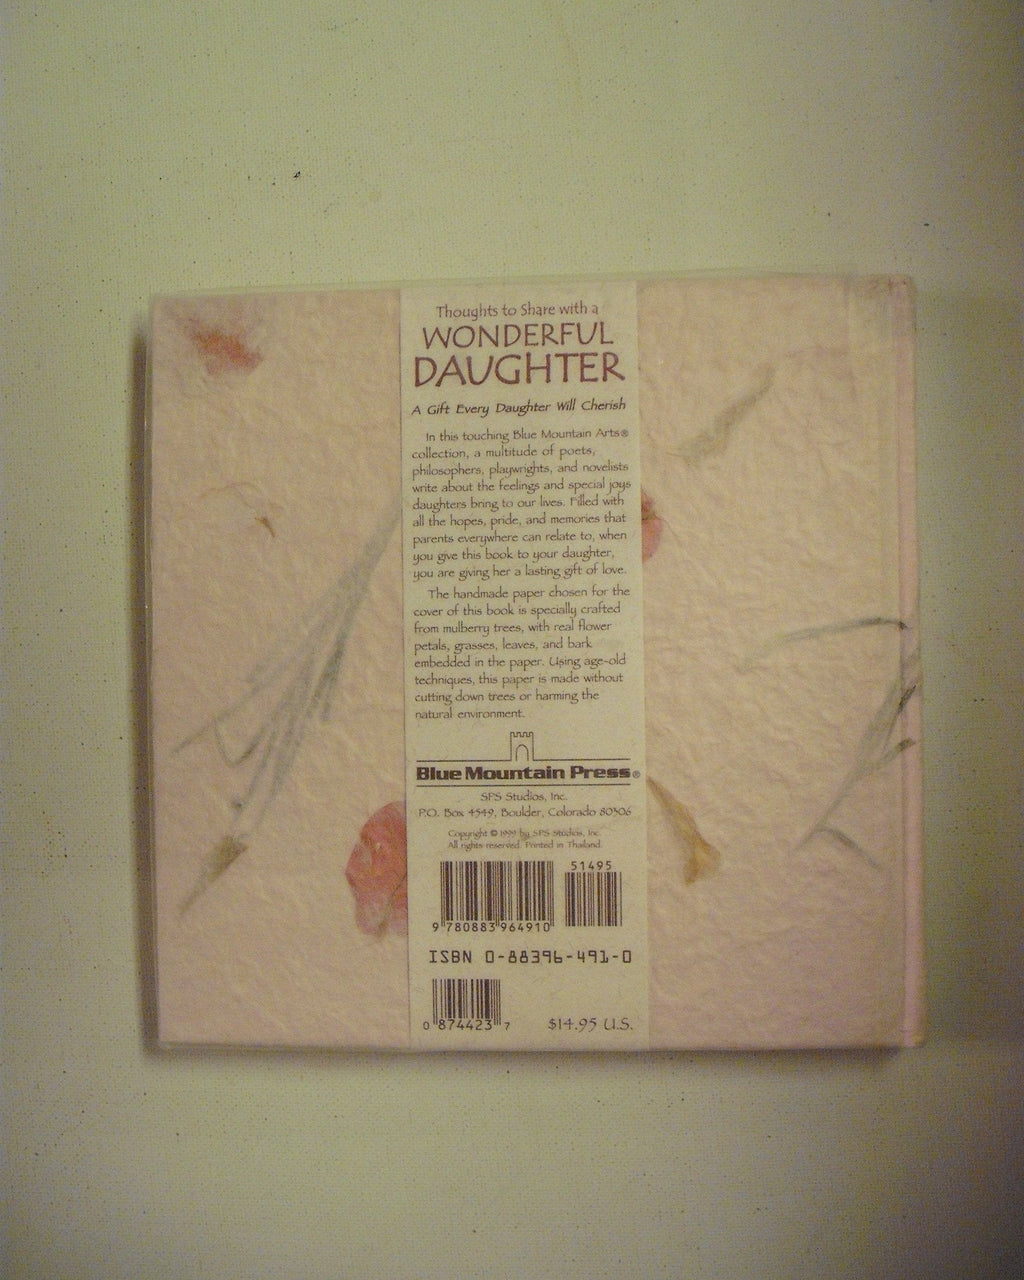 Thoughts to Share with a
WONDERFUL
DAUGHTER
A Gift Every Daughter Will Cherish
In this touching Blue Mountain Arts®
collection, a multitude of poets,
philosophers, playwrights, and novelists
write about the feelings and special joys
daughters bring to our lives. Filled with
all the hopes, pride, and memories that
parents everywhere can relate to, when
you give this book to your daughter,
you are giving her a lasting gift of love.
The handmade paper chosen for the
cover of this book is specially crafted
from mulberry trees, with real flower
petals, grasses, leaves, and bark
embedded in the paper. Using age-old
techniques, this paper is made without
cutting down trees or harming the
natural environment.
Blue Mountain Press®
SPS Studios, Inc.
P.O. Box 4549, Boulder, Colorado 80306
Copyright © 1999 by SPS Studios, Inc.
All rights reserved. Printed in Thailand.
51495
9 780883 964910
ISBN 0-88396-491-0
0 874423 7
$14.95 U.S.